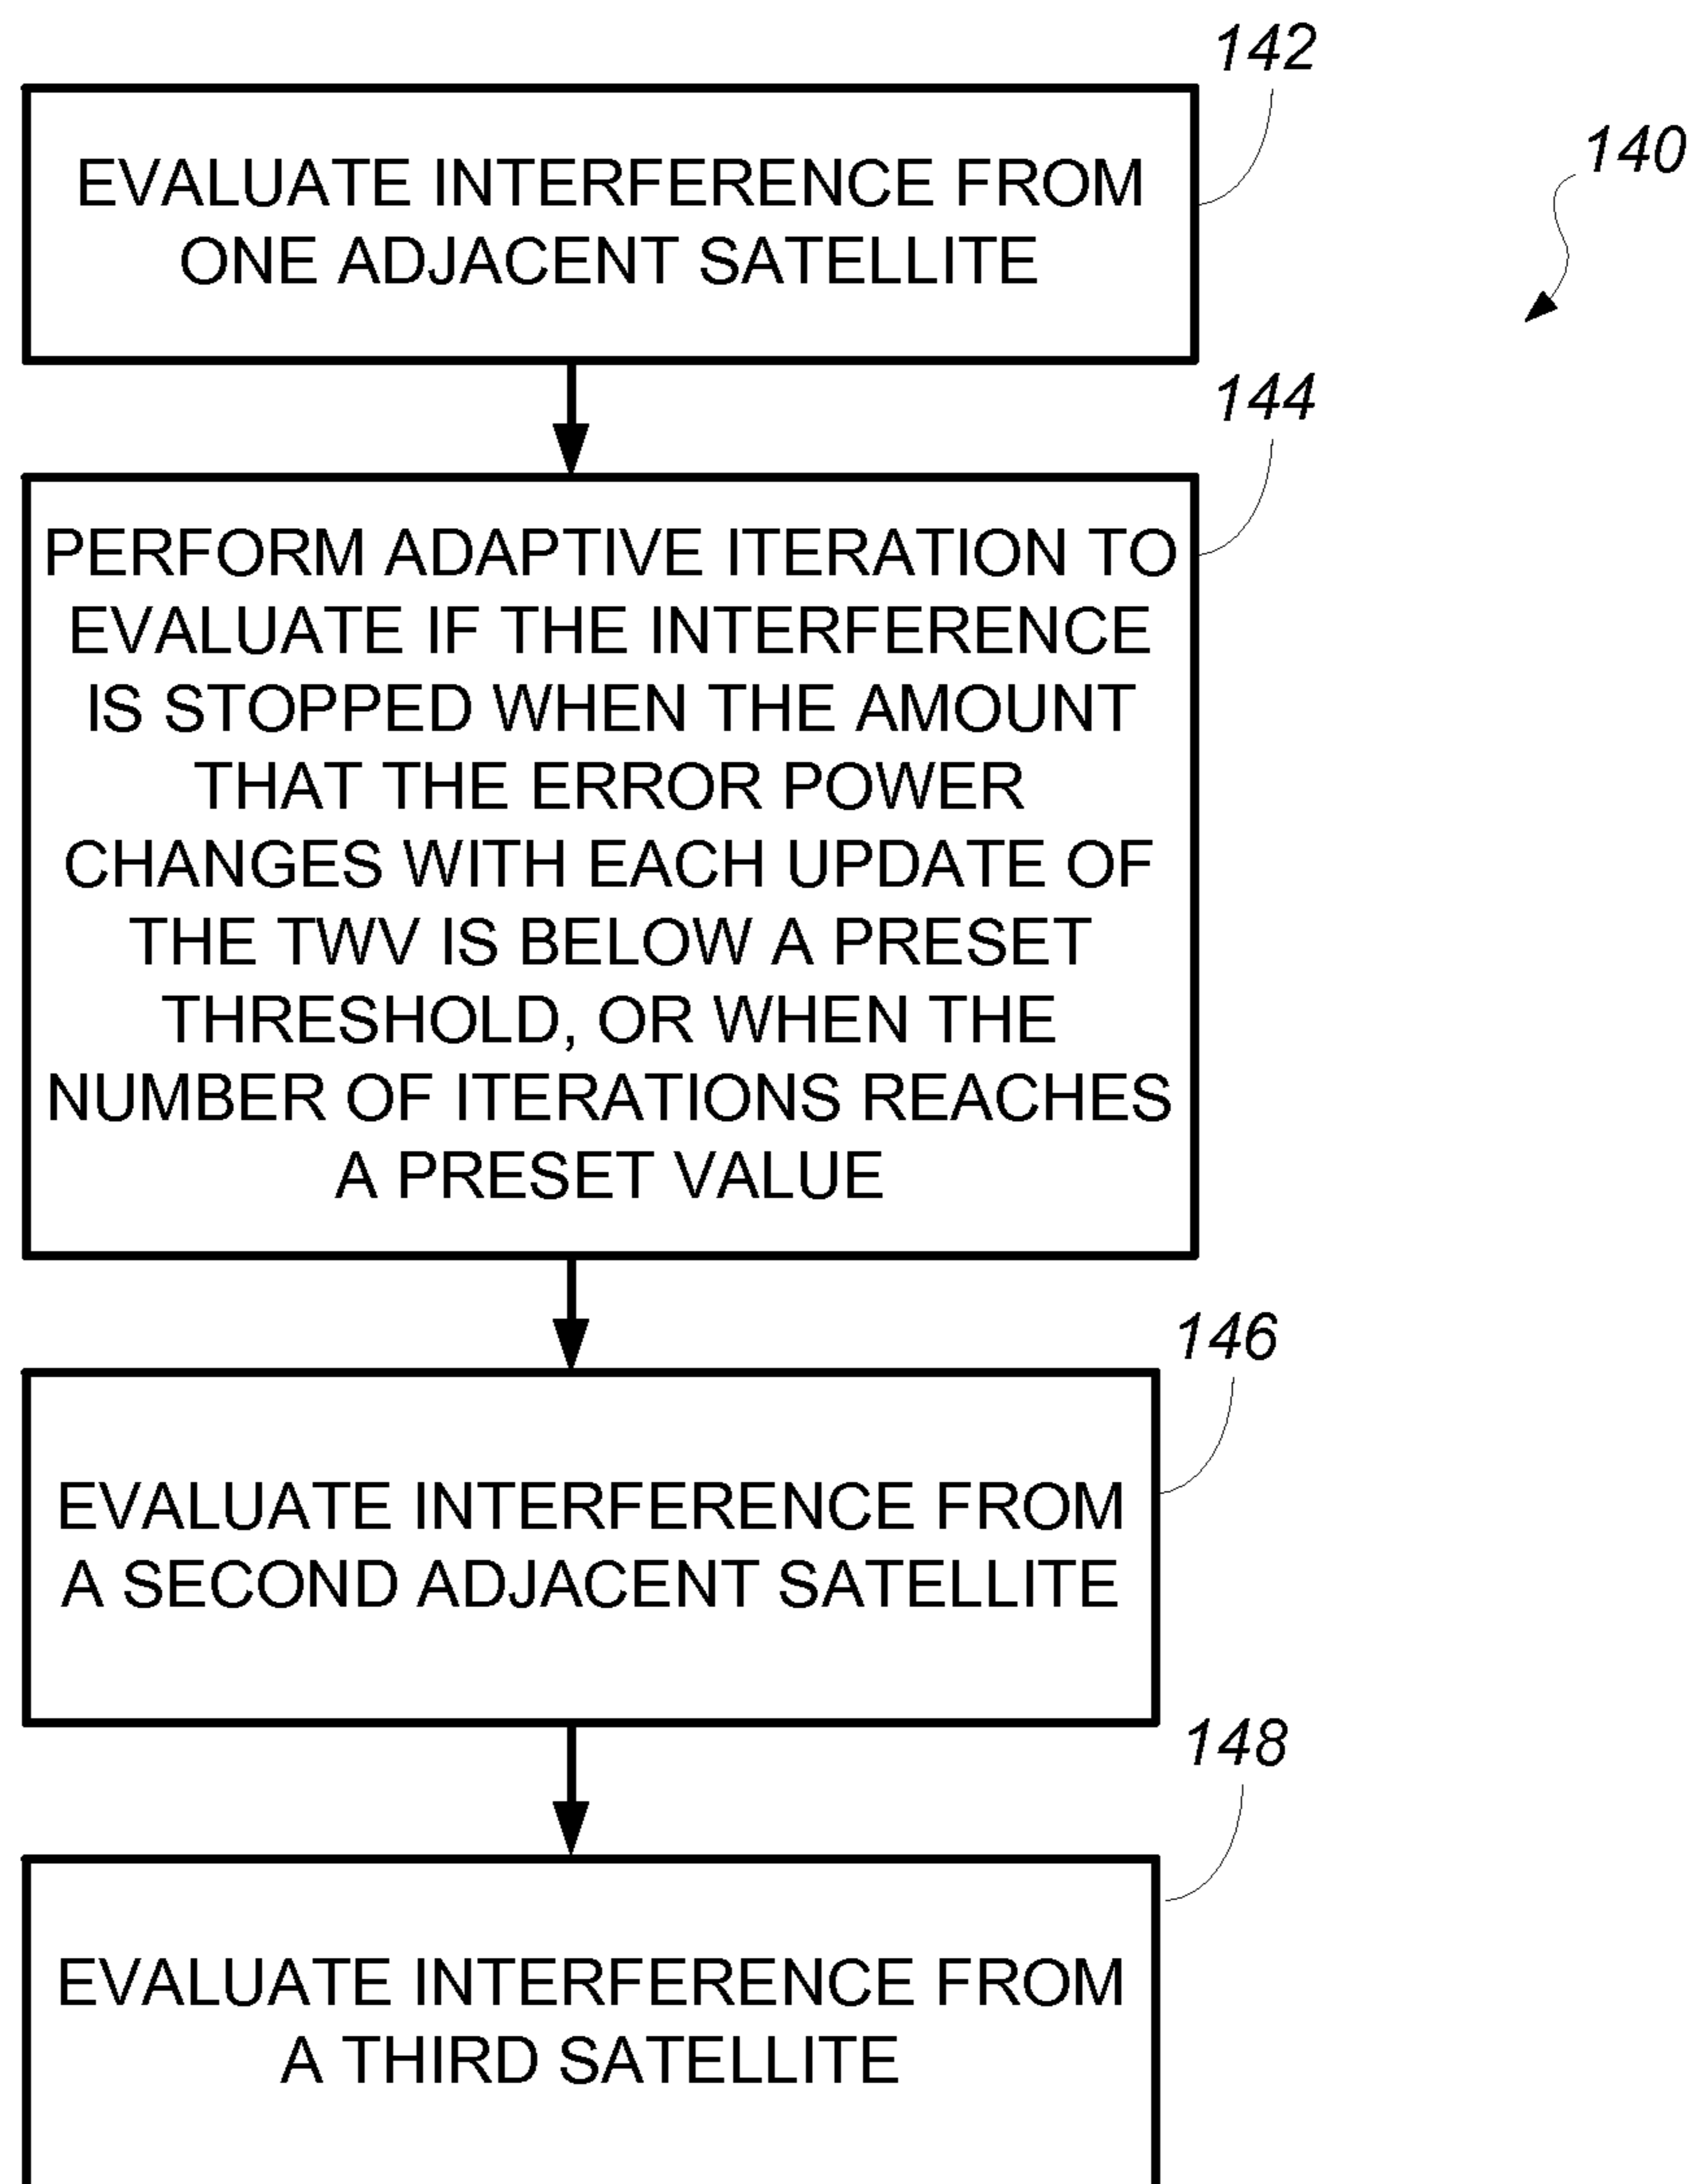 142
140
EVALUATE INTERFERENCE FROM
ONE ADJACENT SATELLITE
144
PERFORM ADAPTIVE ITERATION TO
EVALUATE IF THE INTERFERENCE
IS STOPPED WHEN THE AMOUNT
THAT THE ERROR POWER
CHANGES WITH EACH UPDATE OF
THE TWV IS BELOW A PRESET
THRESHOLD, OR WHEN THE
NUMBER OF ITERATIONS REACHES
A PRESET VALUE
146
EVALUATE INTERFERENCE FROM
A SECOND ADJACENT SATELLITE
148
EVALUATE INTERFERENCE FROM
A THIRD SATELLITE